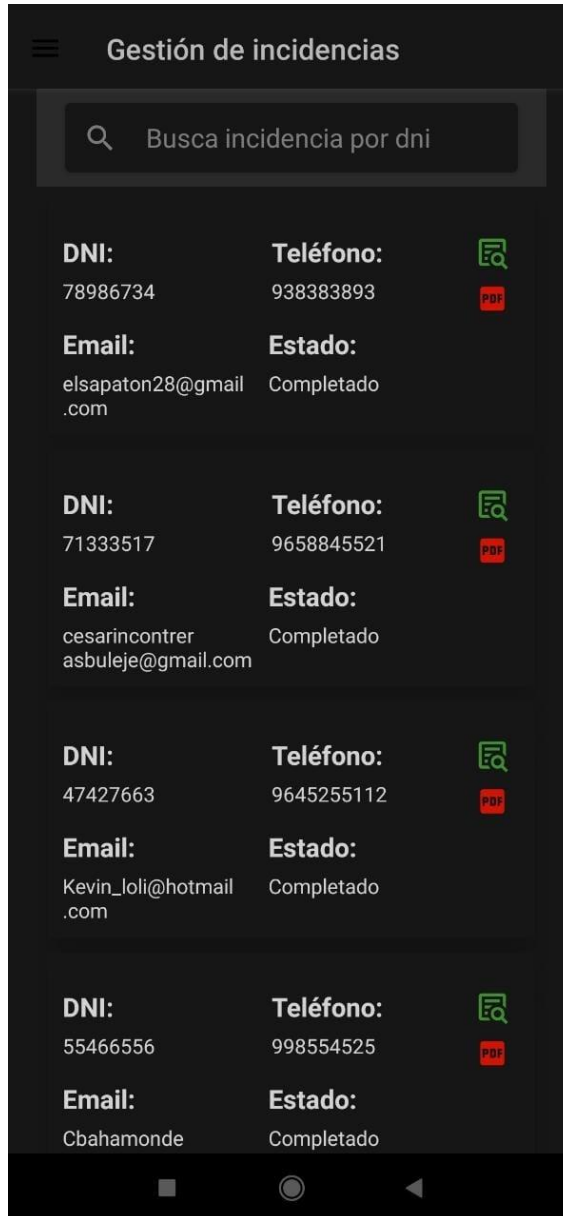 Gestión de incidencias
Busca incidencia por dni
DNI: Teléfono:
78986734 938383893
PDF
Email: Estado:
elsapaton28@gmail Completado
.com
DNI: Teléfono:
71333517 9658845521
PDF
Email: Estado:
cesarincontrer Completado
asbuleje@gmail.com
DNI: Teléfono:
47427663 9645255112
PDF
Email: Estado:
Kevin_loli@hotmail Completado
.com
DNI: Teléfono:
55466556 998554525
PDF
Email: Estado:
Cbahamonde Completado